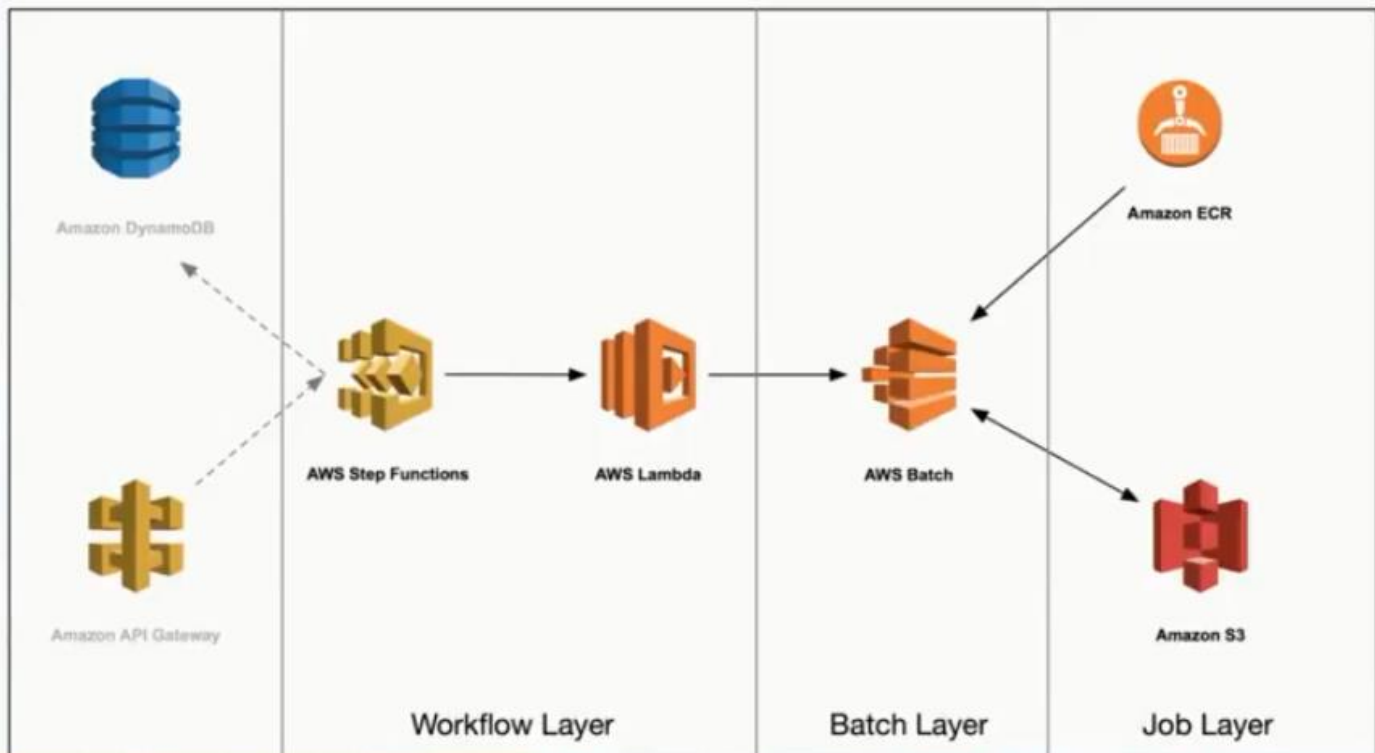 Amazon DynamoDB
Amazon ECR
AWS Step Functions
AWS Lambda
AWS Batch
Amazon API Gateway
Amazon S3
Workflow Layer
Batch Layer
Job Layer